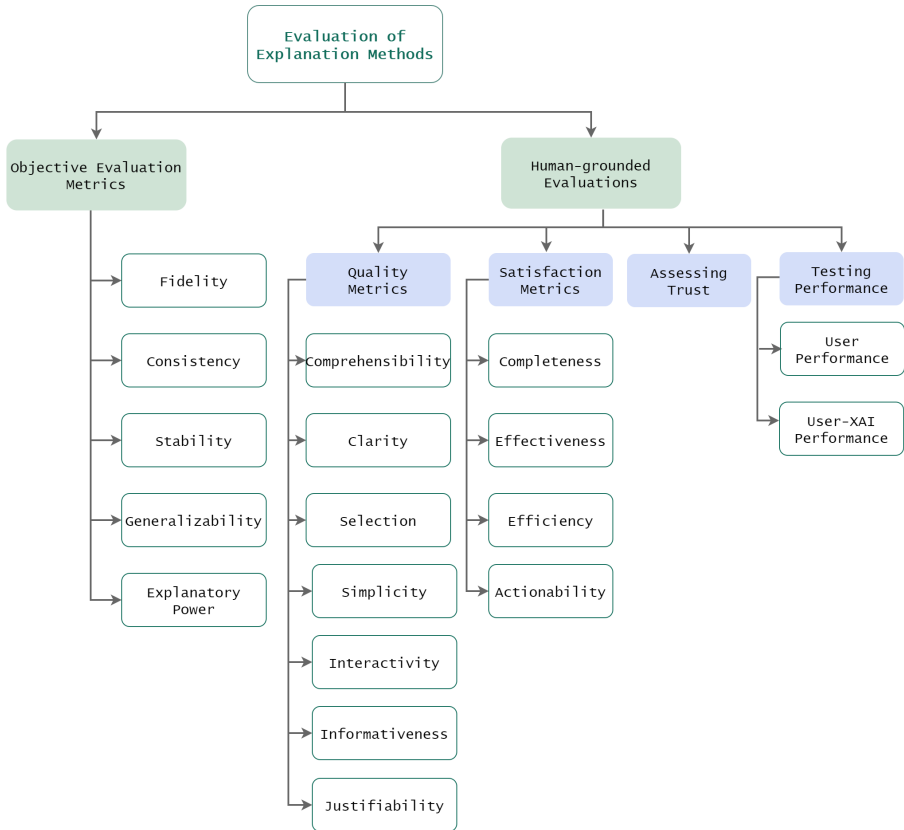 Evaluation of
Explanation Methods
Objective Evaluation
Metrics
Human-grounded
Evaluations
Fidelity
Consistency
Stability
Generalizability
Explanatory
Power
Quality
Metrics
Comprehensibility
Clarity
Selection
Simplicity
Interactivity
Informativeness
Justifiability
Satisfaction
Metrics
Completeness
Effectiveness
Efficiency
Actionability
Assessing
Trust
Testing
Performance
User
Performance
User-XAI
Performance